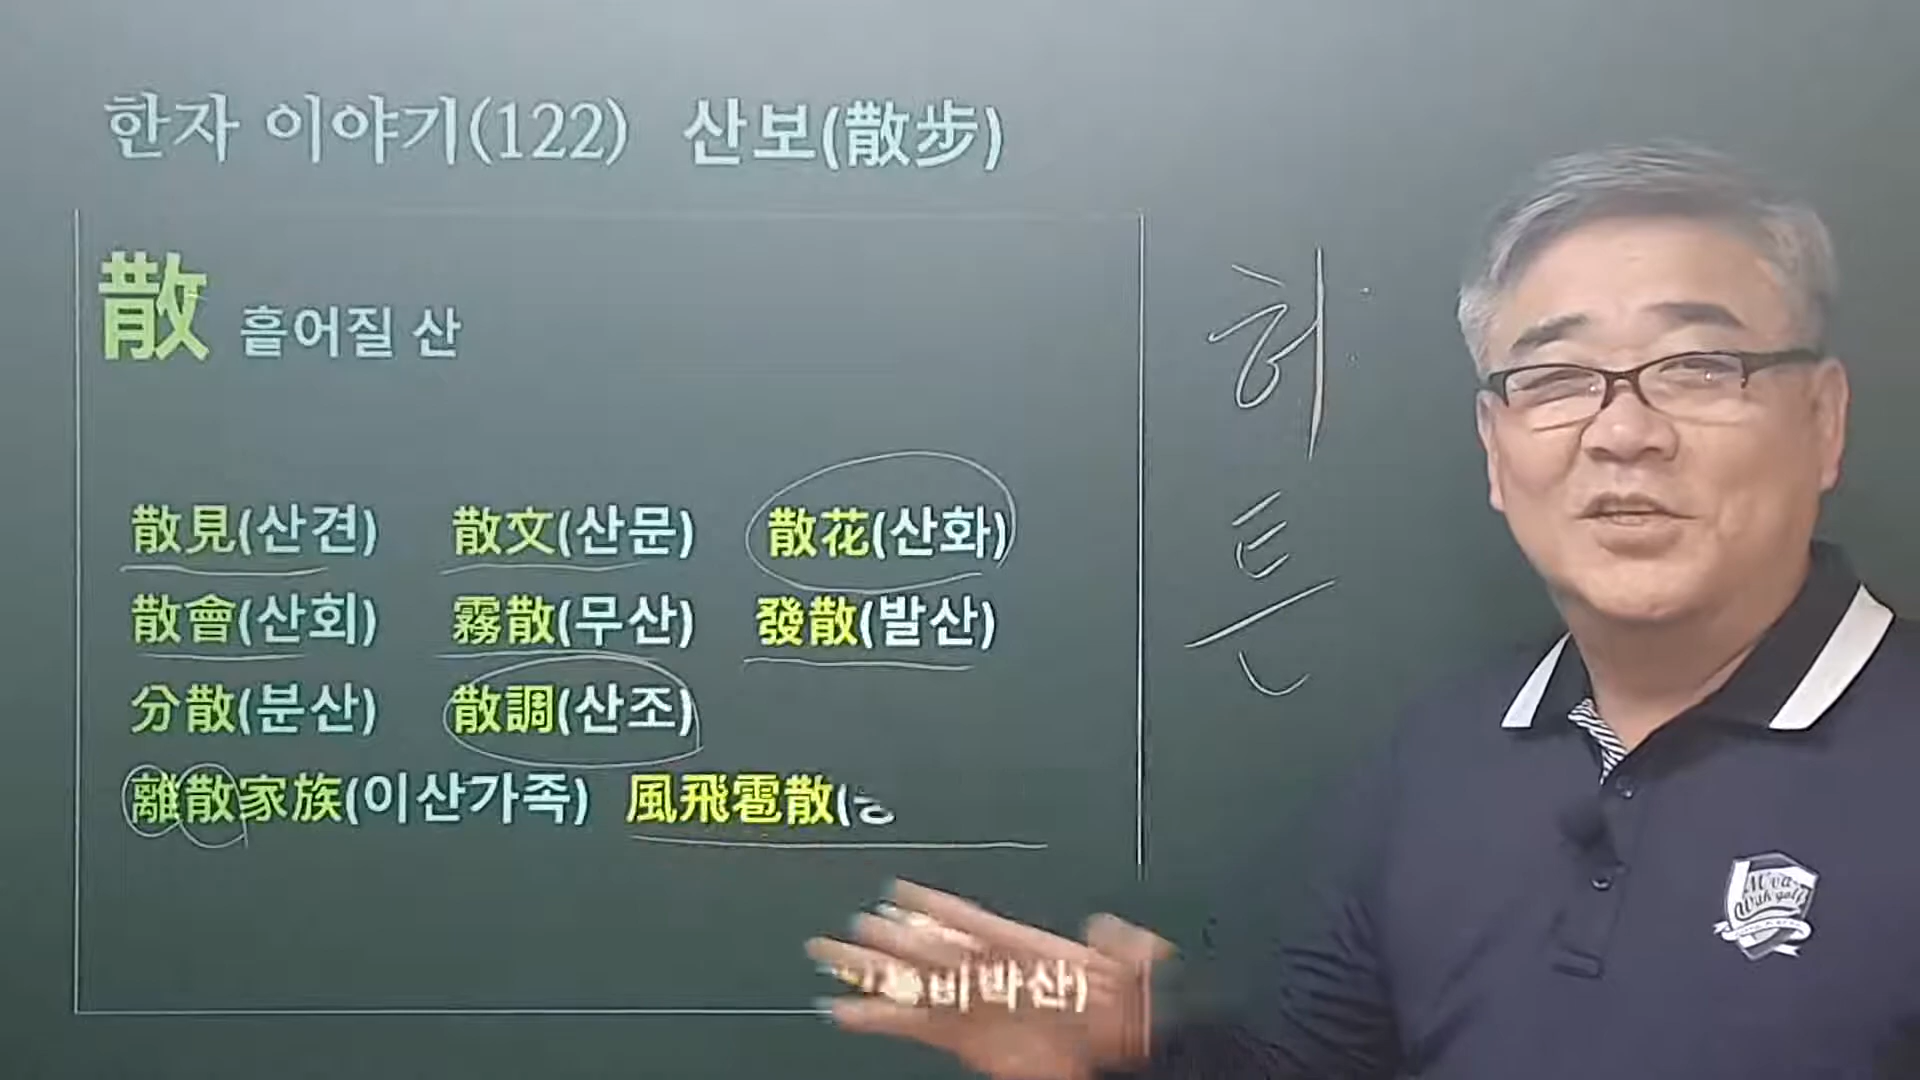 한자 이야기(122) 산보(散步)
散 흩어질 산
散見(산견) 散文(산문) 散花(산화)
散會(산회) 霧散(무산) 發散(발산)
分散(분산) 散調(산조)
離散家族(이산가족) 風飛雹散(
비박산)
허
튼